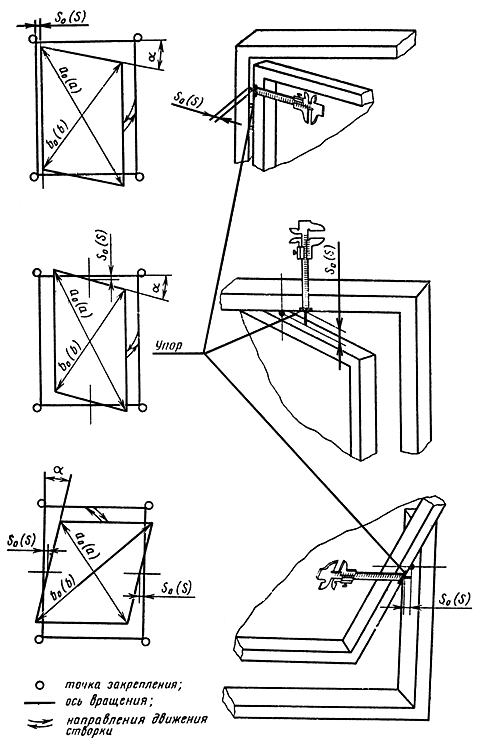 S₀(S)
α
a₀(a)
b₀(b)
S₀(S)
S₀(S)
α
a₀(a)
b₀(b)
S₀(S)
Упор
α
S₀(S)
a₀(a)
b₀(b)
S₀(S)
S₀(S)
точка закрепления;
ось вращения;
направления движения
створки